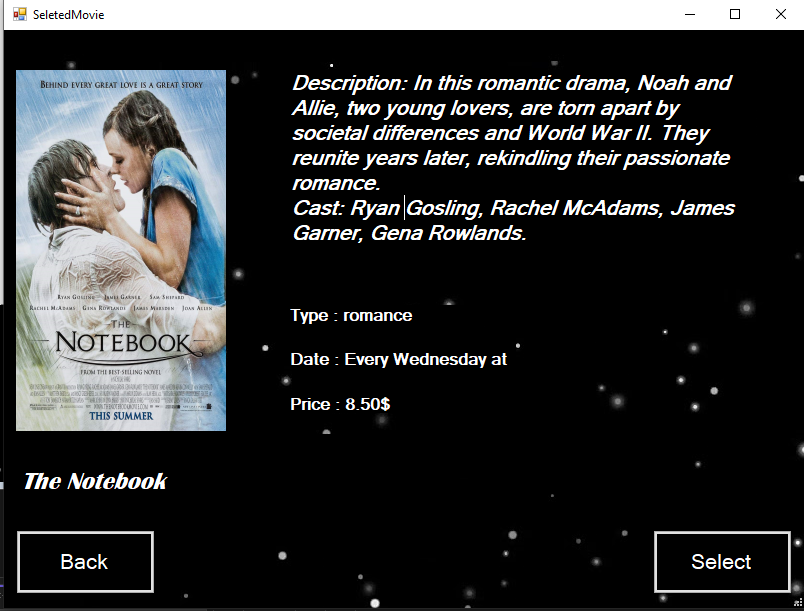 SeletedMovie
BEHIND EVERY GREAT LOVE IS A GREAT STORY
Description: In this romantic drama, Noah and
Allie, two young lovers, are torn apart by
societal differences and World War II. They
reunite years later, rekindling their passionate
romance.
Cast: Ryan Gosling, Rachel McAdams, James
Garner, Gena Rowlands.
RYAN GOSLING JAMES GARNER SAM SHEPARD
RACHEL MCADAMS GENA ROWLANDS JAMES MARSDEN JOAN ALLEN
THE
NOTEBOOK
FROM THE BEST-SELLING NOVEL
THIS SUMMER
Type : romance
Date : Every Wednesday at
Price : 8.50$
The Notebook
Back
Select